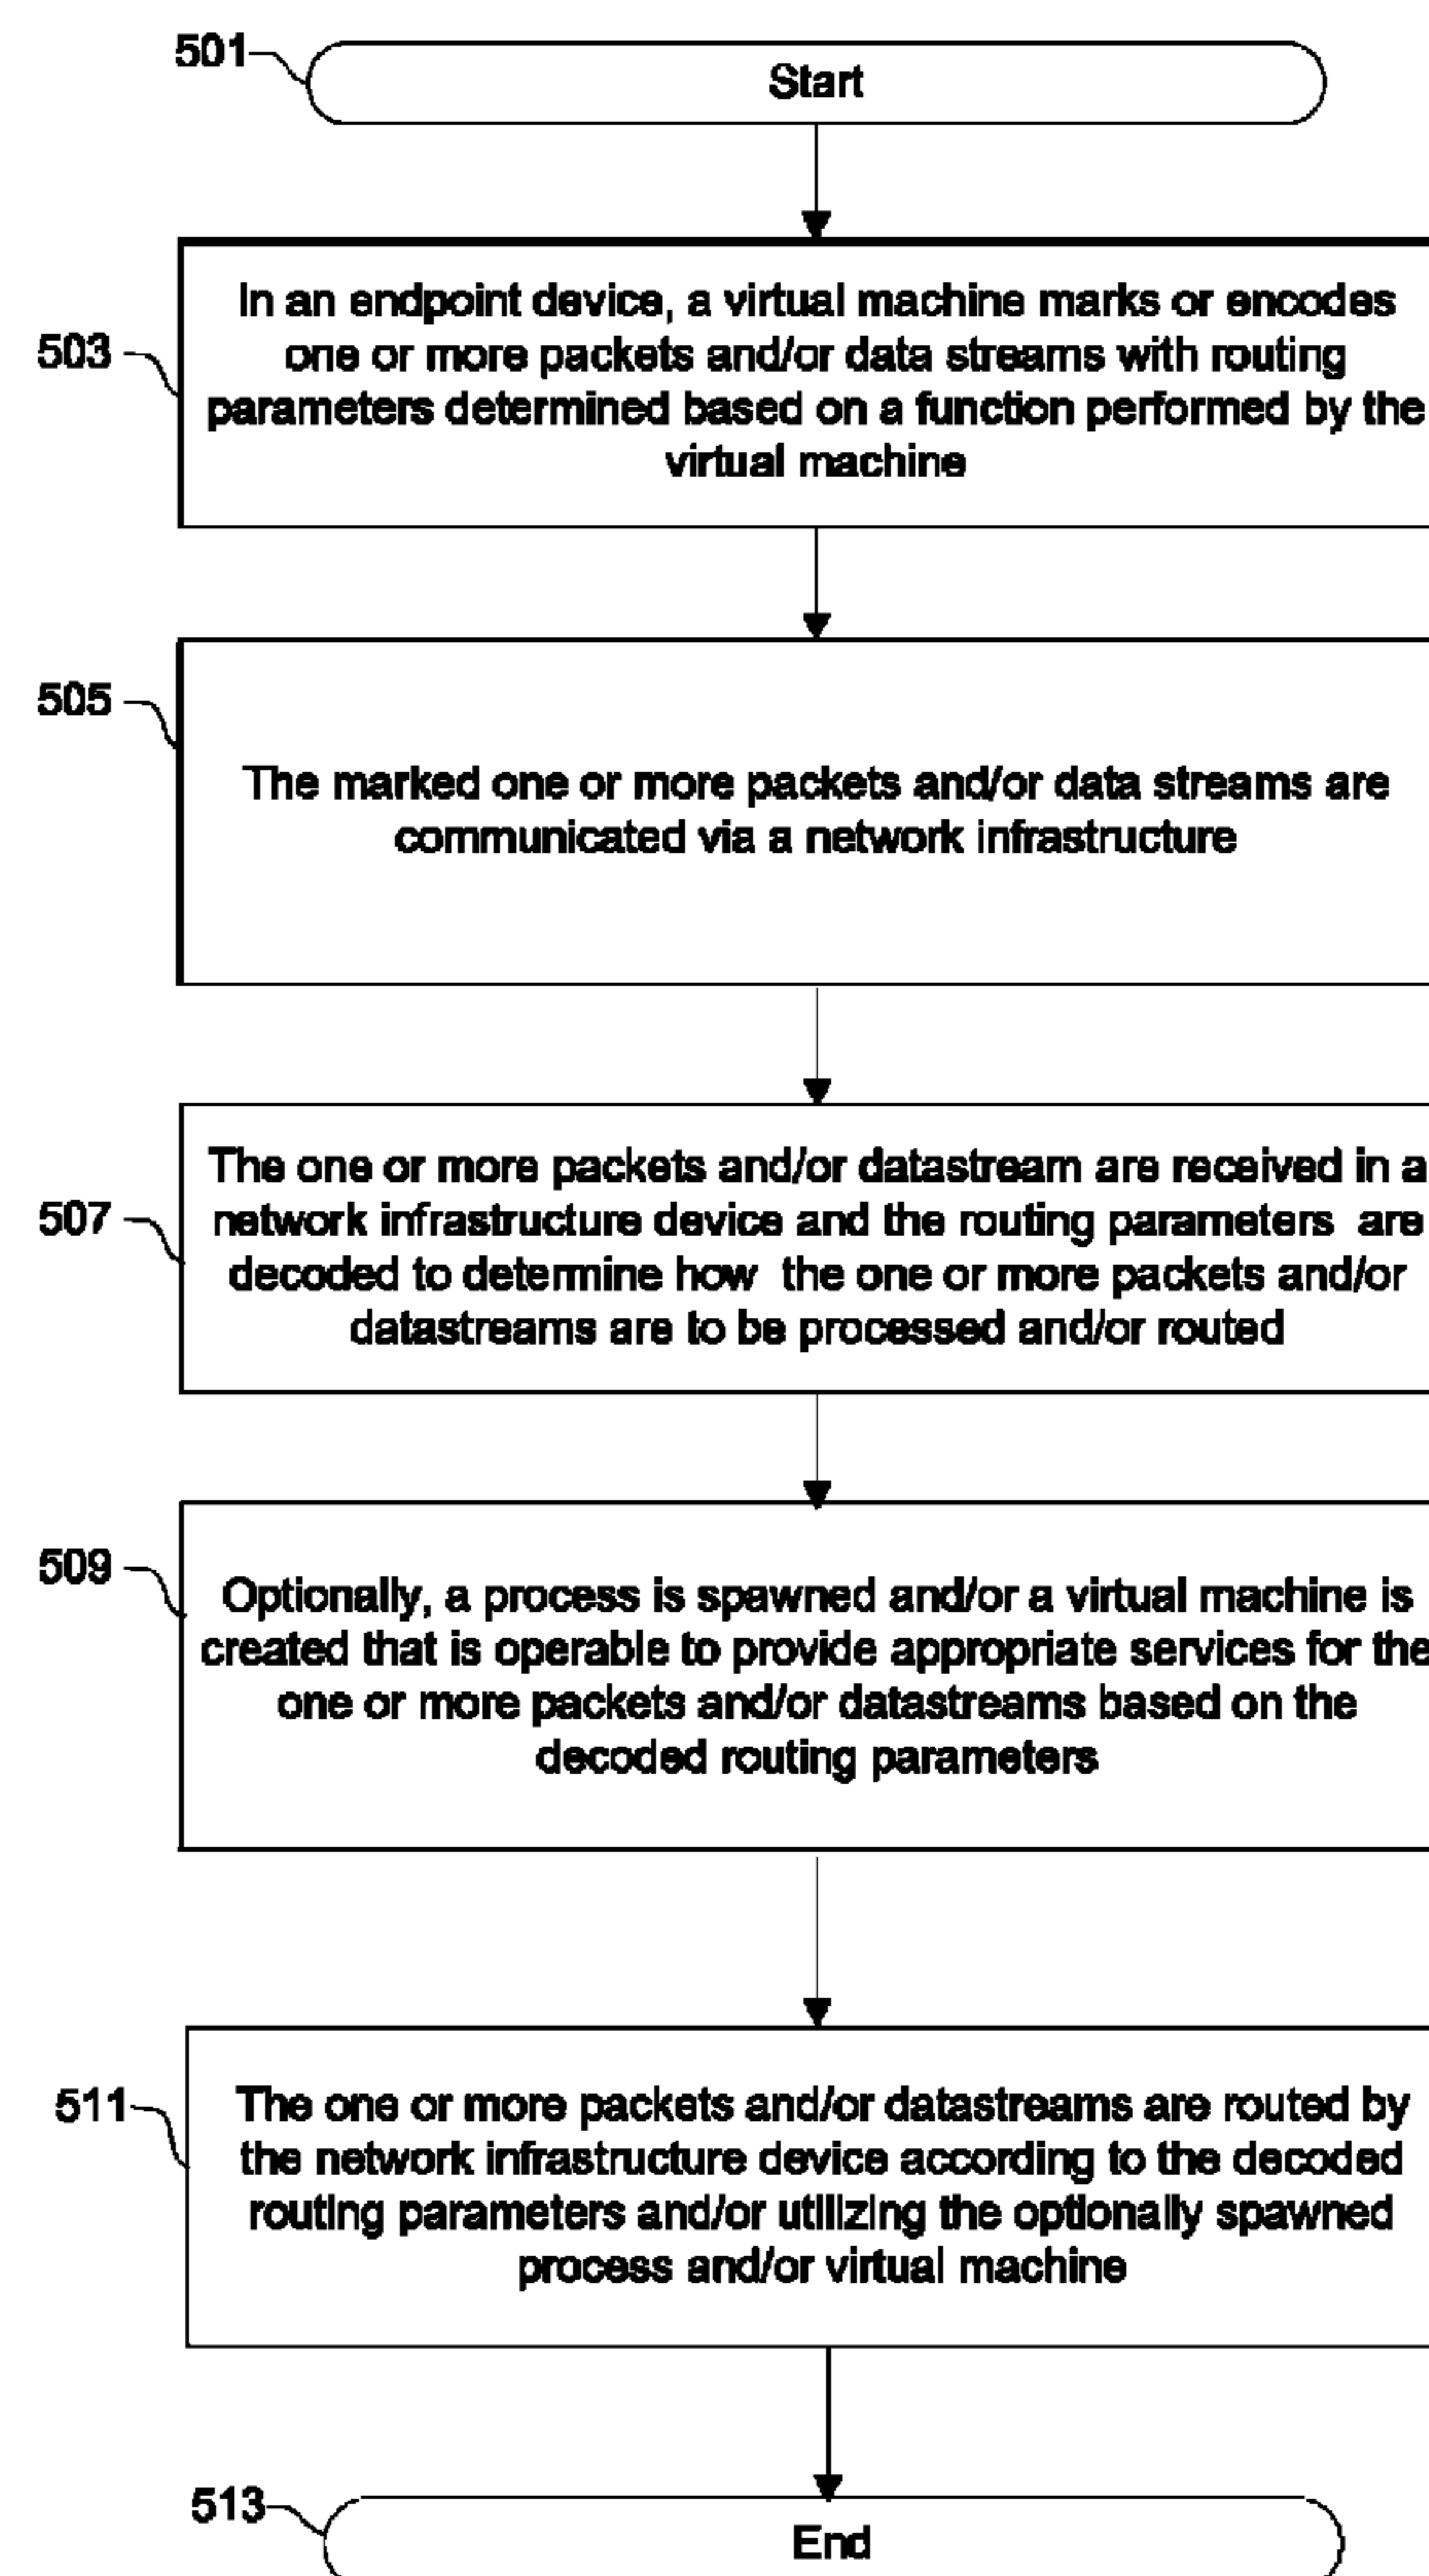 501
Start
503
In an endpoint device, a virtual machine marks or encodes
one or more packets and/or data streams with routing
parameters determined based on a function performed by the
virtual machine
505
The marked one or more packets and/or data streams are
communicated via a network infrastructure
507
The one or more packets and/or datastream are received in a
network infrastructure device and the routing parameters are
decoded to determine how the one or more packets and/or
datastreams are to be processed and/or routed
509
Optionally, a process is spawned and/or a virtual machine is
created that is operable to provide appropriate services for the
one or more packets and/or datastreams based on the
decoded routing parameters
511
The one or more packets and/or datastreams are routed by
the network infrastructure device according to the decoded
routing parameters and/or utilizing the optionally spawned
process and/or virtual machine
513
End